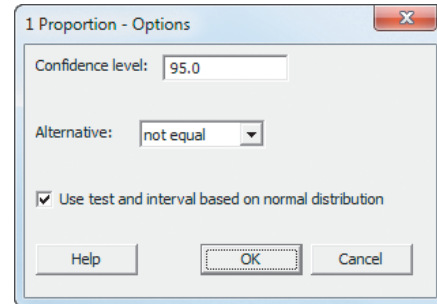 1 Proportion - Options
Confidence level: 95.0
Alternative: not equal
Use test and interval based on normal distribution
Help OK Cancel